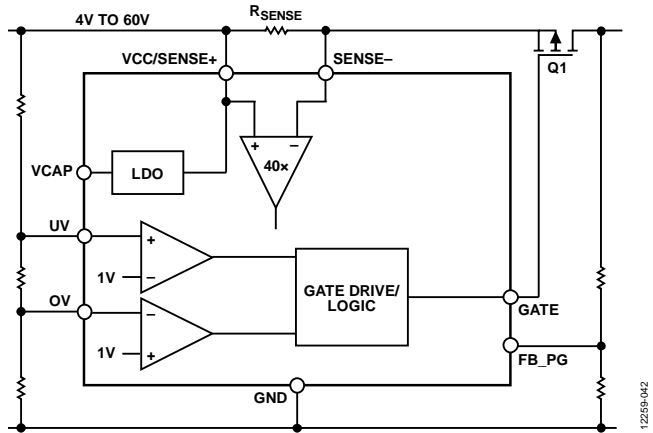 4V TO 60V
RSENSE
VCC/SENSE+
SENSE–
Q1
+ –
40×
VCAP
LDO
UV
+
1V
–
GATE DRIVE/
LOGIC
GATE
OV
–
1V
+
FB_PG
GND
12259-042